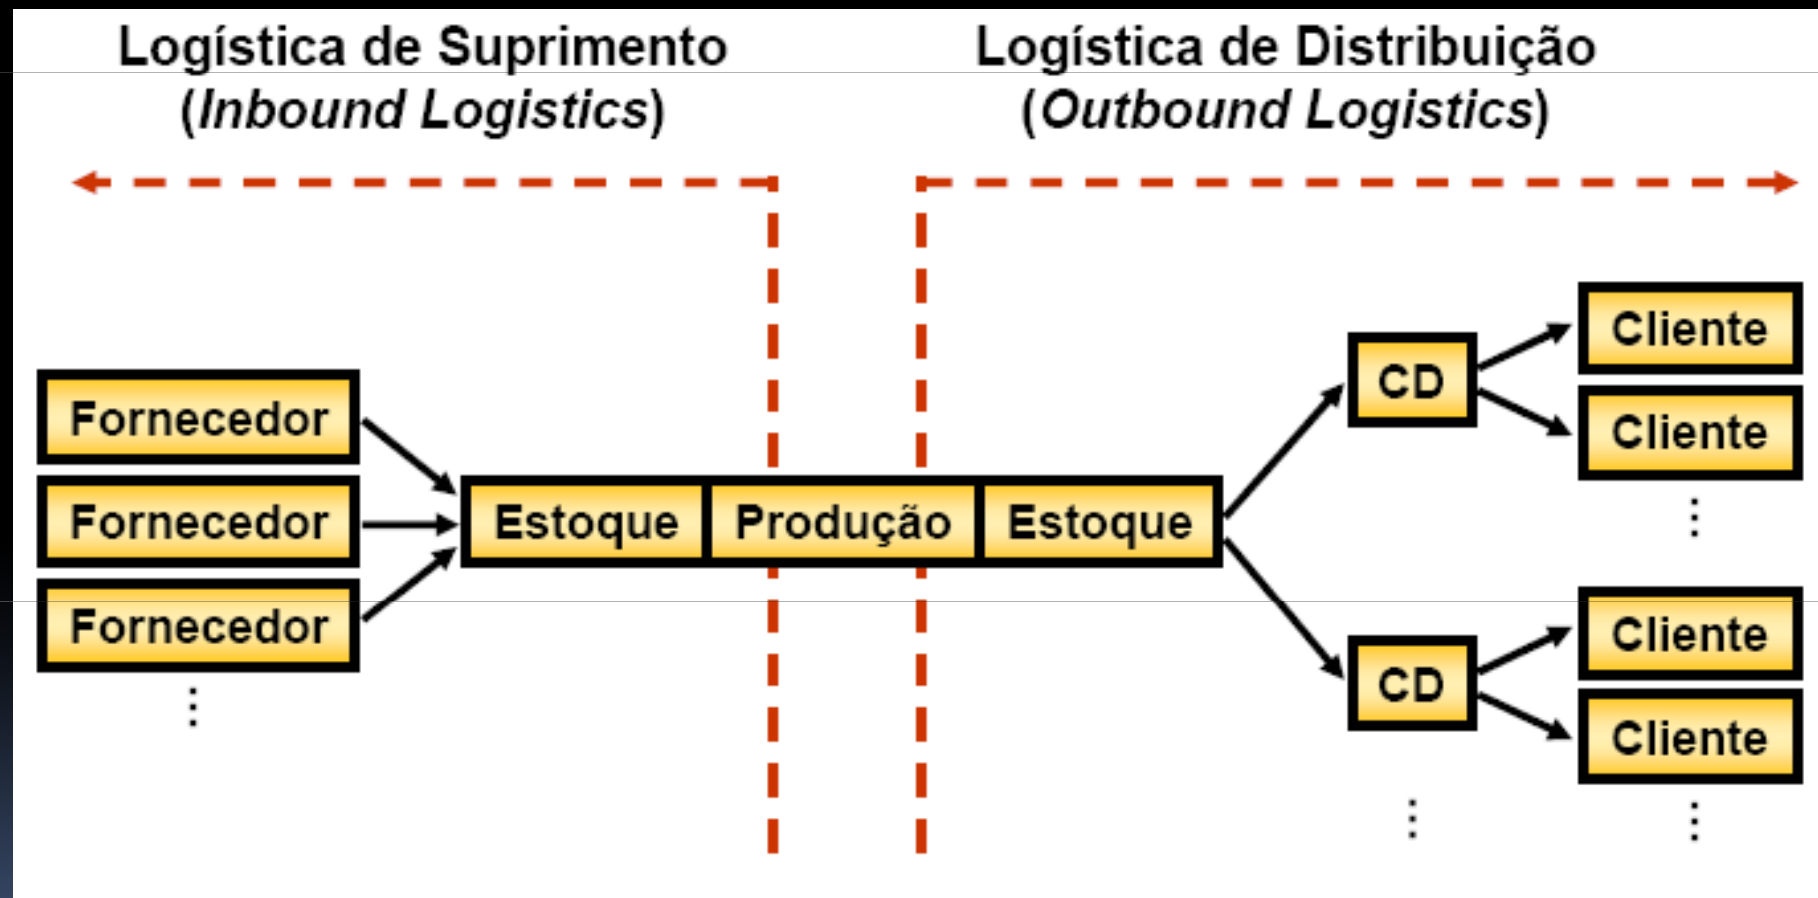 Logística de Suprimento
(Inbound Logistics)
Logística de Distribuição
(Outbound Logistics)
Fornecedor
Fornecedor
Fornecedor
⋮
Estoque
Produção
Estoque
CD
Cliente
Cliente
⋮
CD
Cliente
Cliente
⋮
⋮